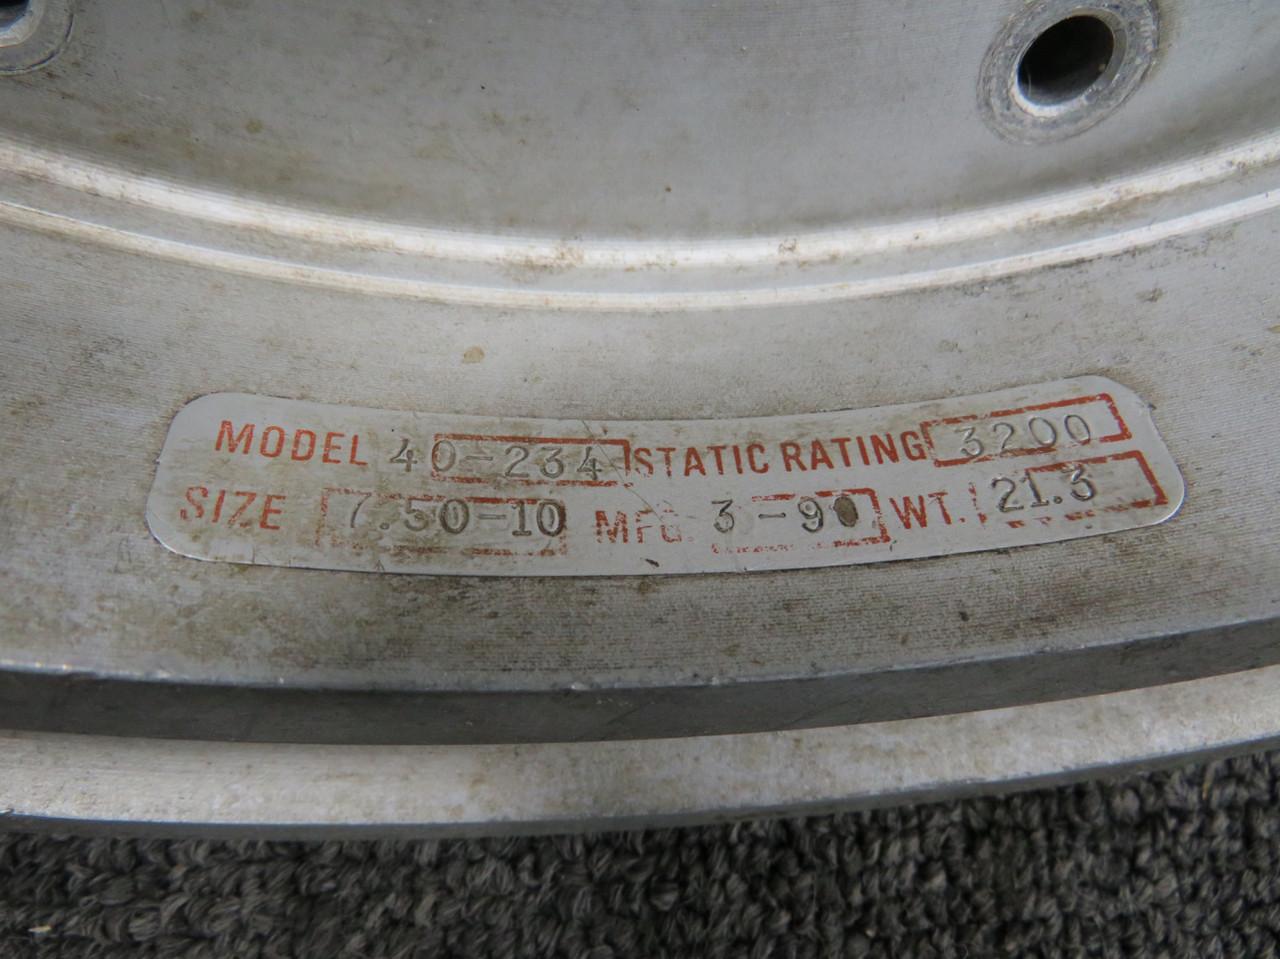 MODEL 40-234 STATIC RATING 3200
SIZE 7.50-10 MFG. 3-90 WT. 21.3